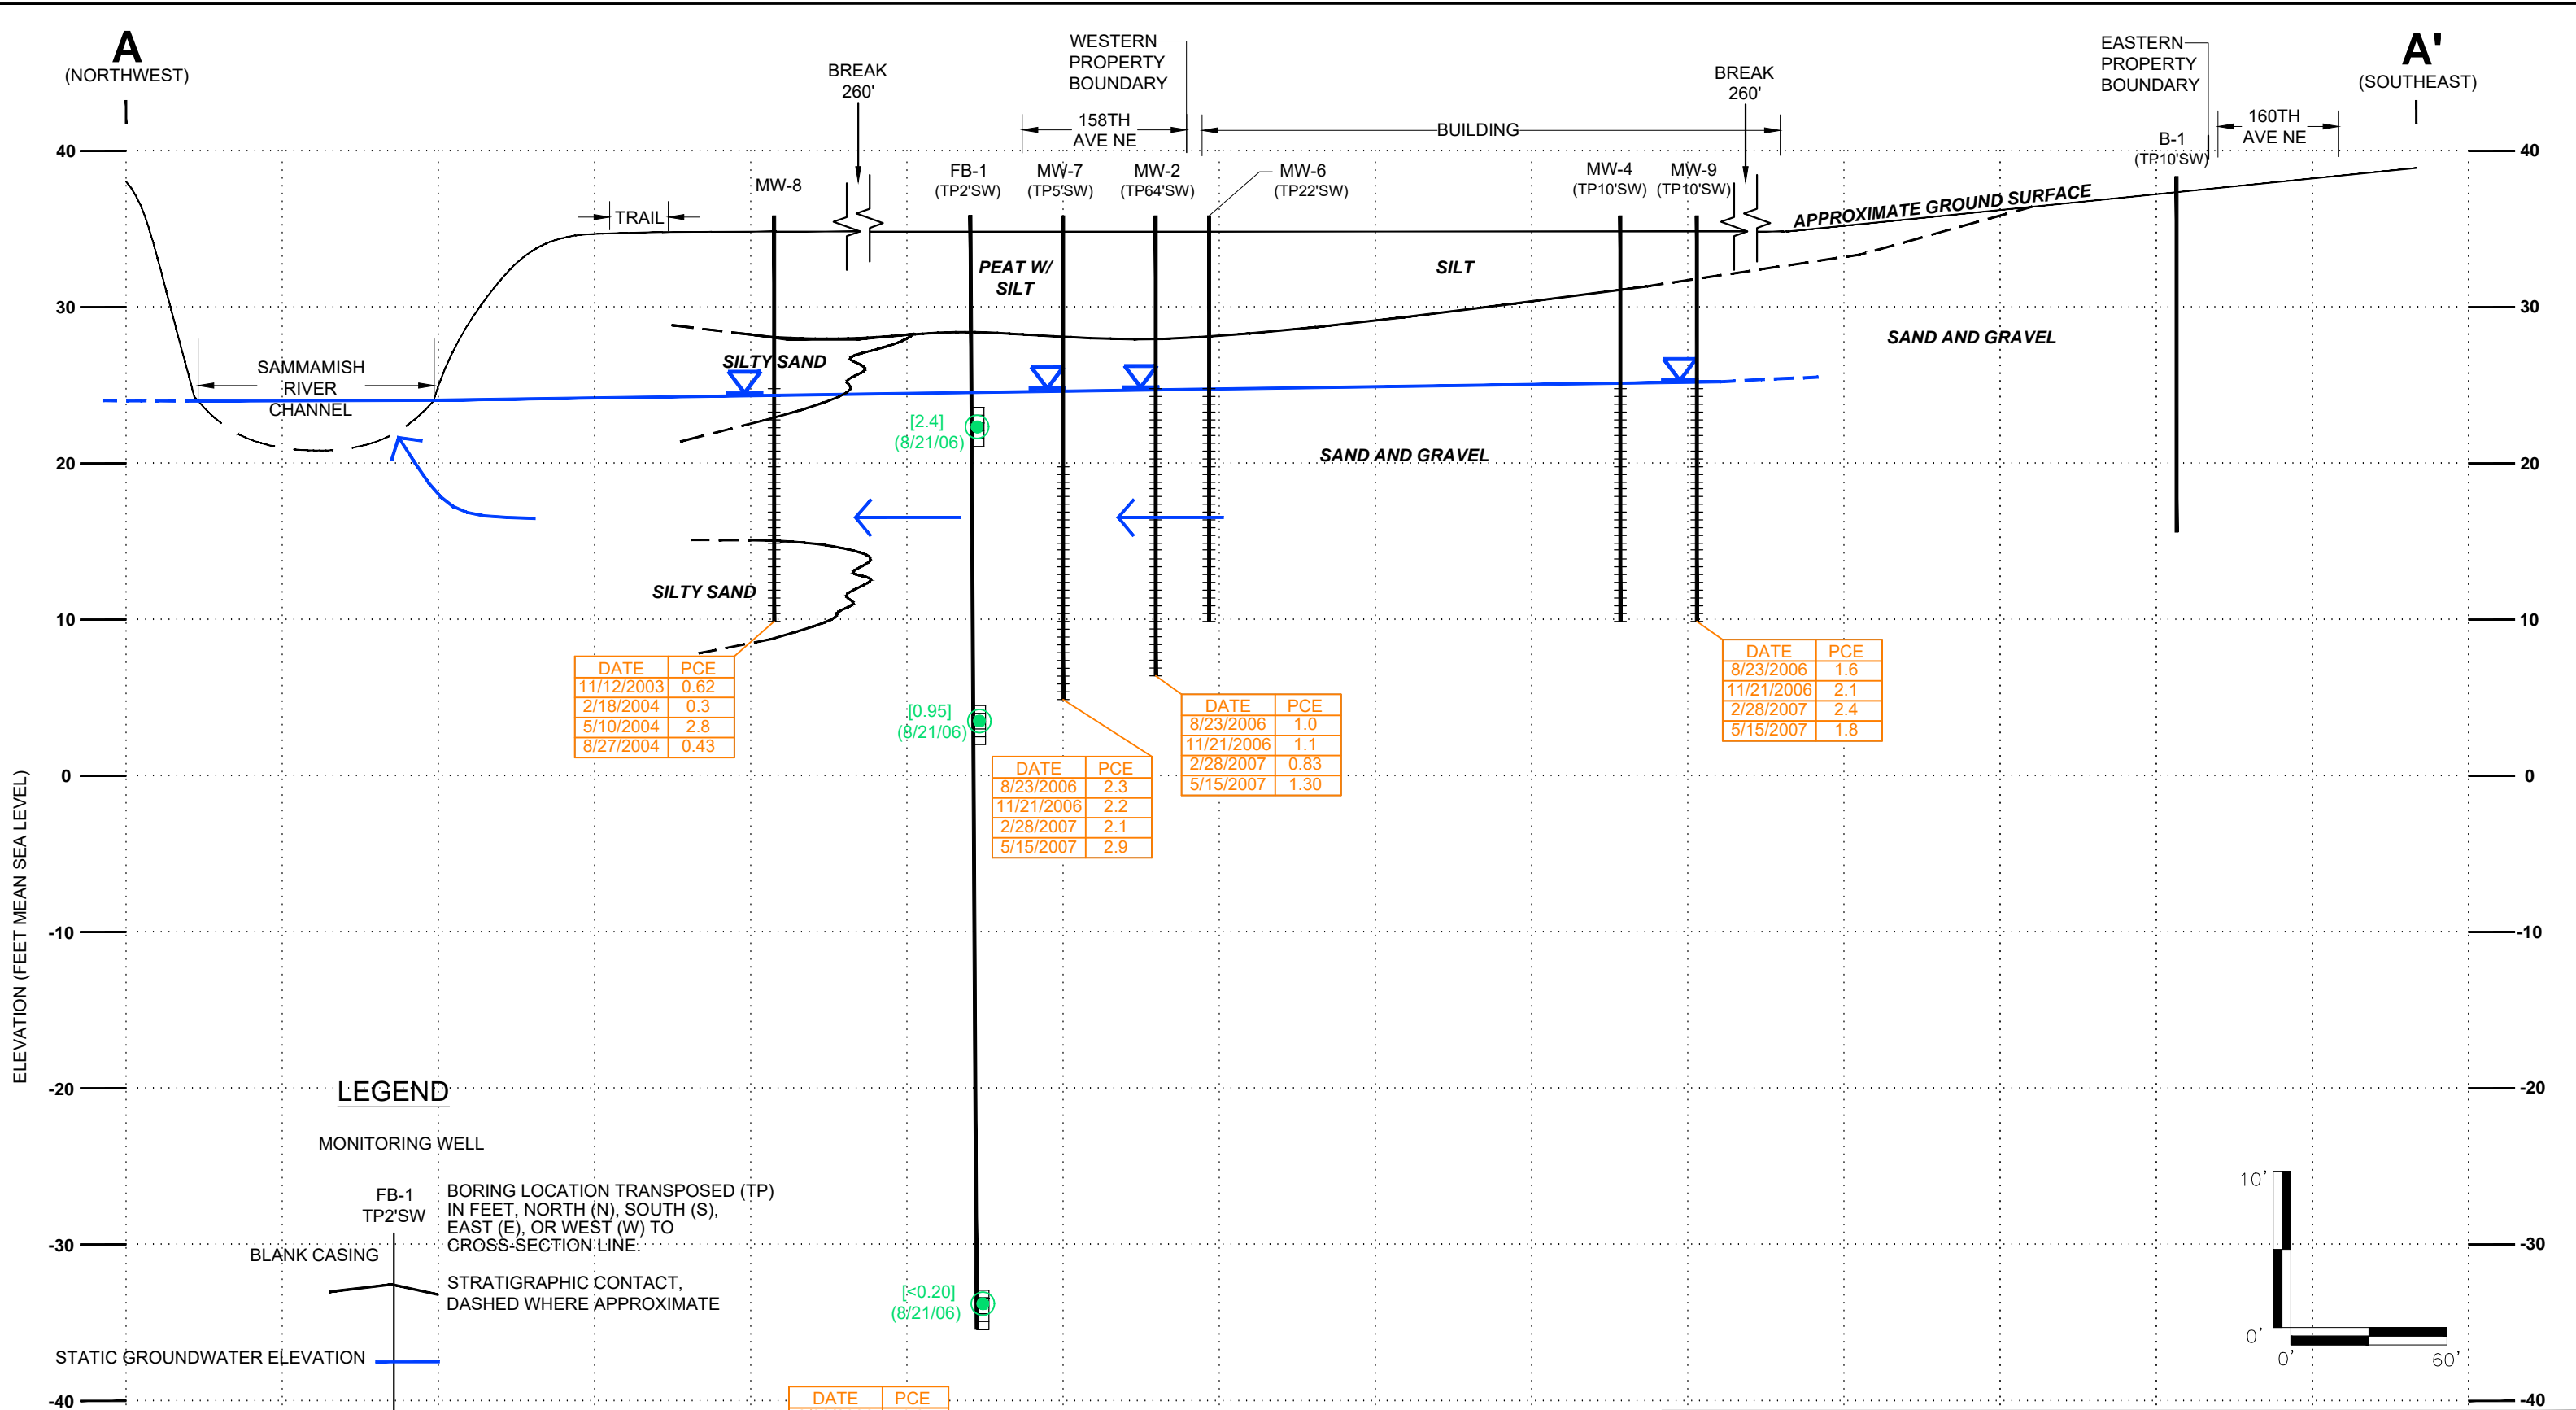 A
(NORTHWEST)
WESTERN
PROPERTY
BOUNDARY
EASTERN
PROPERTY
BOUNDARY
A'
(SOUTHEAST)
BREAK
260'
BREAK
260'
158TH
AVE NE
BUILDING
160TH
AVE NE
40
40
MW-8
FB-1
(TP2'SW)
MW-7
(TP5'SW)
MW-2
(TP64'SW)
MW-6
(TP22'SW)
MW-4
(TP10'SW)
MW-9
(TP10'SW)
B-1
(TP10'SW)
TRAIL
APPROXIMATE GROUND SURFACE
PEAT W/
SILT
SILT
30
30
SAND AND GRAVEL
SILTY SAND
SAMMAMISH
RIVER
CHANNEL
[2.4]
(8/21/06)
SAND AND GRAVEL
20
20
SILTY SAND
10
10
DATE PCE
11/12/2003 0.62
2/18/2004 0.3
5/10/2004 2.8
8/27/2004 0.43
[0.95]
(8/21/06)
DATE PCE
8/23/2006 2.3
11/21/2006 2.2
2/28/2007 2.1
5/15/2007 2.9
DATE PCE
8/23/2006 1.0
11/21/2006 1.1
2/28/2007 0.83
5/15/2007 1.30
DATE PCE
8/23/2006 1.6
11/21/2006 2.1
2/28/2007 2.4
5/15/2007 1.8
0
0
ELEVATION (FEET MEAN SEA LEVEL)
-10
-10
-20
-20
LEGEND
MONITORING WELL
FB-1
TP2'SW
BORING LOCATION TRANSPOSED (TP)
IN FEET, NORTH (N), SOUTH (S),
EAST (E), OR WEST (W) TO
CROSS-SECTION LINE.
-30
-30
BLANK CASING
STRATIGRAPHIC CONTACT,
DASHED WHERE APPROXIMATE
[<0.20]
(8/21/06)
STATIC GROUNDWATER ELEVATION
10'
0'
0'
60'
-40
-40
DATE PCE